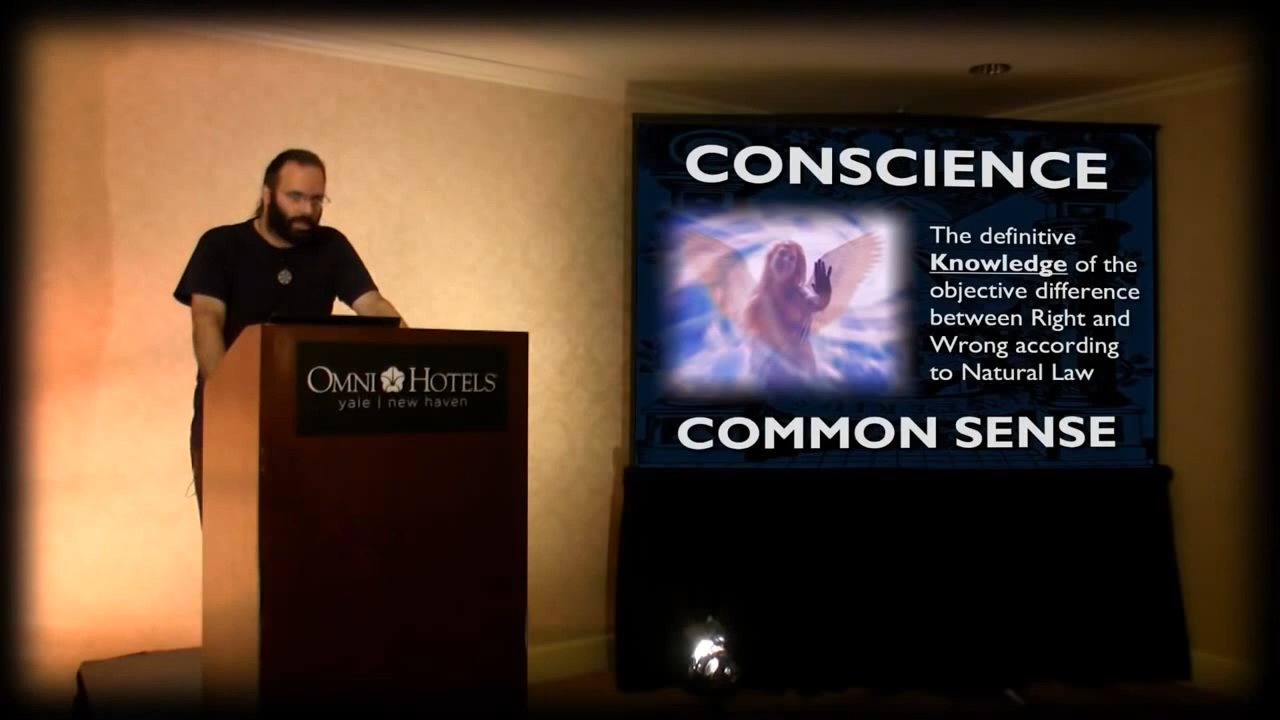 OMNI HOTELS
yale | new haven
CONSCIENCE
The definitive
Knowledge of the
objective difference
between Right and
Wrong according
to Natural Law
COMMON SENSE